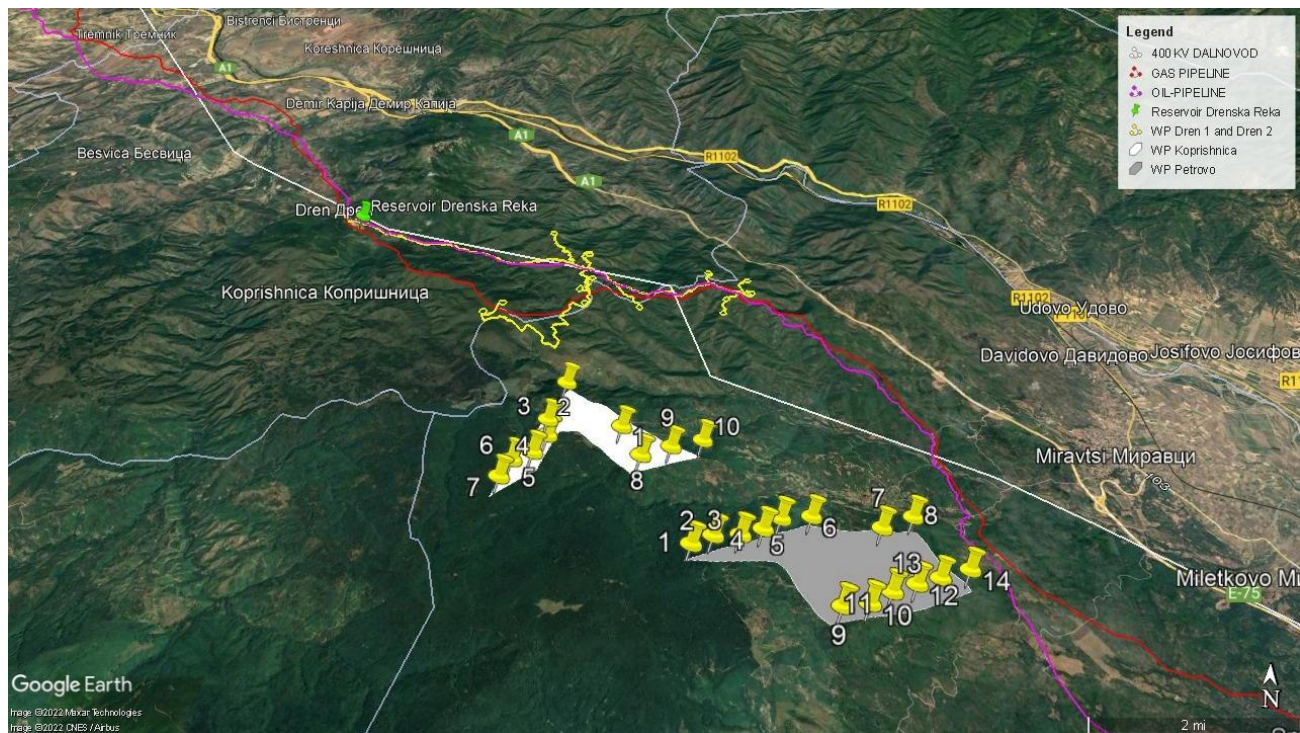 Bistrenci Бистренци
Tremnik Тремник
Koreshnica Корешница
A1
Demir Kapija Демир Капија
A1
Besvica Бесвица
R1102
A1
R1102
Dren
Reservoir Drenska Reka
Koprishnica Копришница
R1102
Udovo Удово
Davidovo Давидово
Josifovo
R11
3
2
1
9
10
6
4
5
7
8
Miravtsi Миравци
2
3
1
4
5
6
7
8
13
14
11
10
12
9
Miletkovo
E-75
Legend
400 KV DALNOVOD
GAS PIPELINE
OIL-PIPELINE
Reservoir Drenska Reka
WP Dren 1 and Dren 2
WP Koprishnica
WP Petrovo
Google Earth
Image ©2022 Maxar Technologies
Image ©2022 CNES / Airbus
N
2 mi